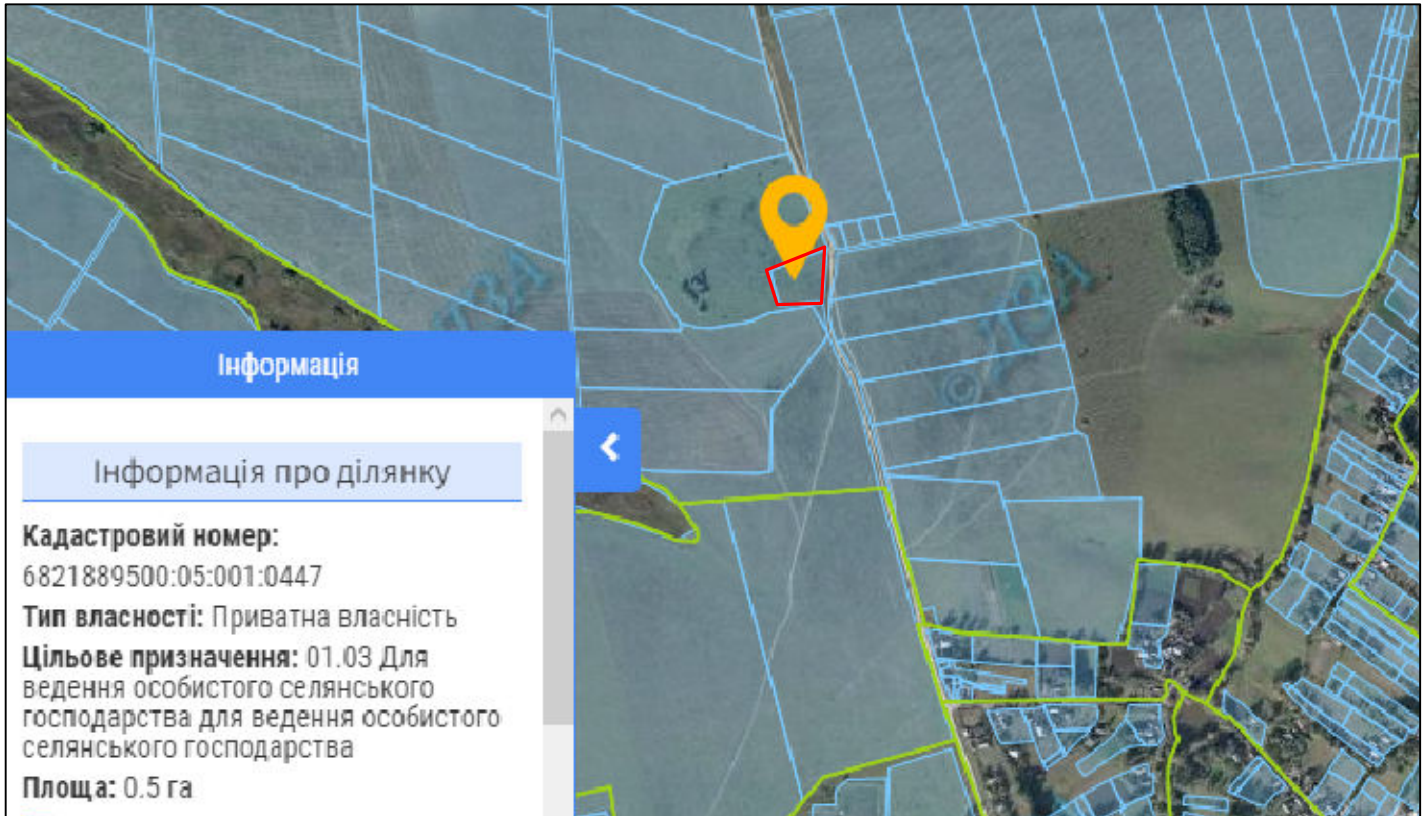 Інформація
Інформація про ділянку
Кадастровий номер:
6821889500:05:001:0447
Тип власності: Приватна власність
Цільове призначення: 01.03 Для
ведення особистого селянського
господарства для ведення особистого
селянського господарства
Площа: 0.5 га